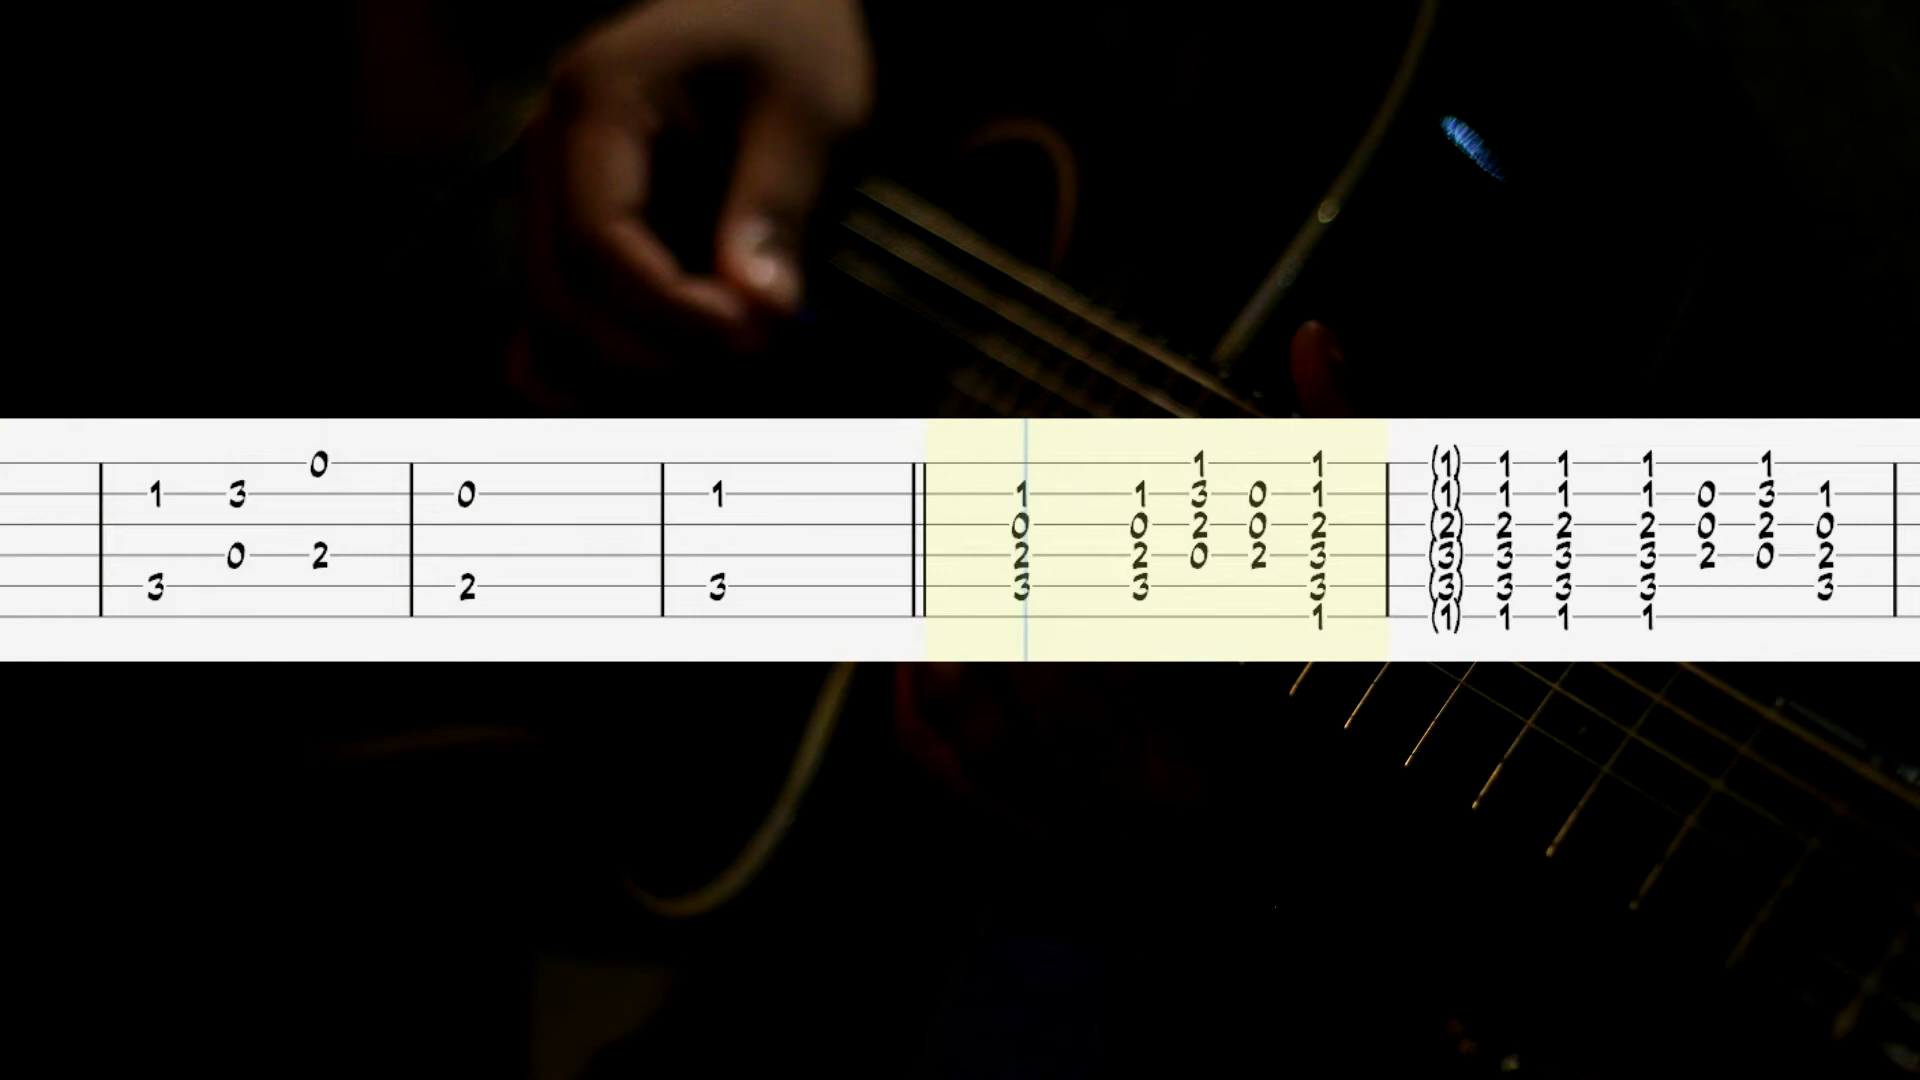 0 1 1 (1) 1 1 1 1
1 3 0 1 1 1 3 0 1 (1) 1 1 1 0 3 1
0 0 2 0 2 (2) 2 2 2 0 2 0
0 2 2 2 0 2 3 (3) 3 3 3 2 0 2
3 2 3 3 3 3 (3) 3 3 3 3
1 (1) 1 1 1